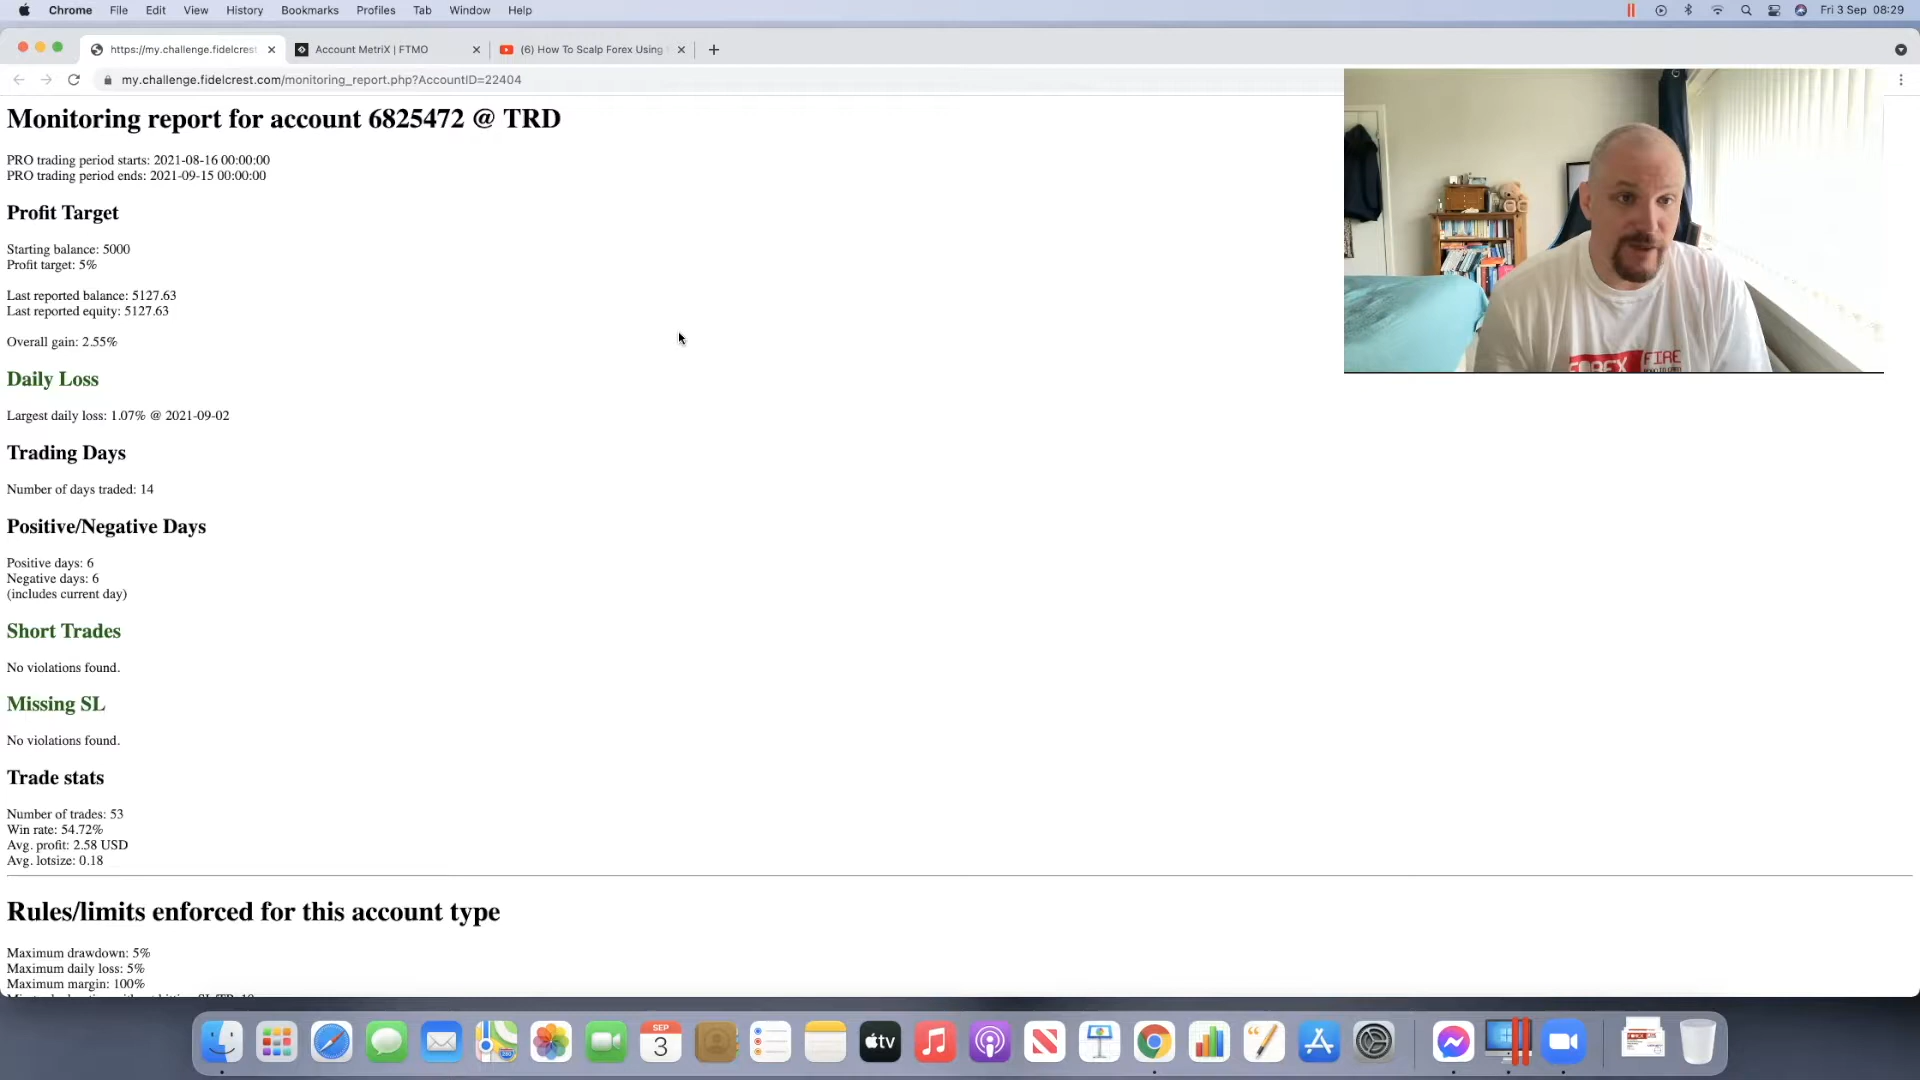 Chrome File Edit View History Bookmarks Profiles Tab Window Help Fri 3 Sep 08:29
https://my.challenge.fidelcrest Account MetriX | FTMO (6) How To Scalp Forex Using
my.challenge.fidelcrest.com/monitoring_report.php?AccountID=22404
Monitoring report for account 6825472 @ TRD
PRO trading period starts: 2021-08-16 00:00:00
PRO trading period ends: 2021-09-15 00:00:00
Profit Target
Starting balance: 5000
Profit target: 5%
Last reported balance: 5127.63
Last reported equity: 5127.63
Overall gain: 2.55%
FOREX FIRE
Daily Loss
Largest daily loss: 1.07% @ 2021-09-02
Trading Days
Number of days traded: 14
Positive/Negative Days
Positive days: 6
Negative days: 6
(includes current day)
Short Trades
No violations found.
Missing SL
No violations found.
Trade stats
Number of trades: 53
Win rate: 54.72%
Avg. profit: 2.58 USD
Avg. lotsize: 0.18
Rules/limits enforced for this account type
Maximum drawdown: 5%
Maximum daily loss: 5%
Maximum margin: 100%
SEP
3
tv